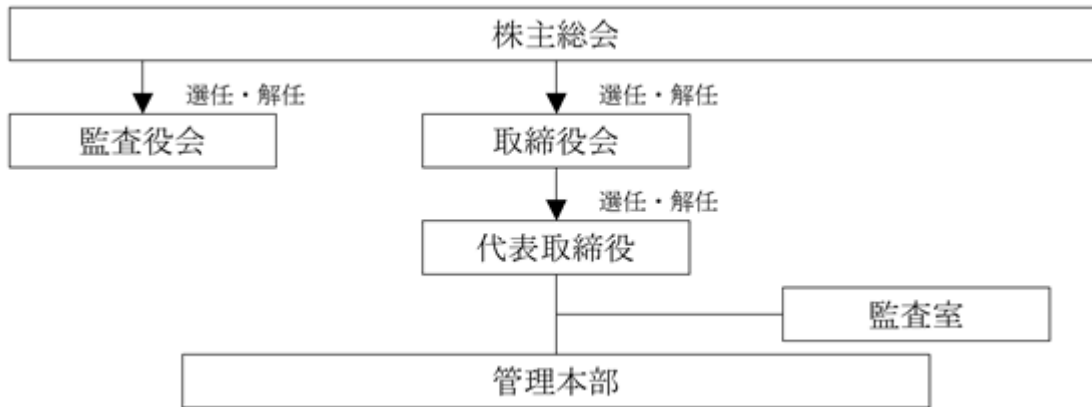 株主総会
選任・解任
選任・解任
監査役会
取締役会
選任・解任
代表取締役
監査室
管理本部